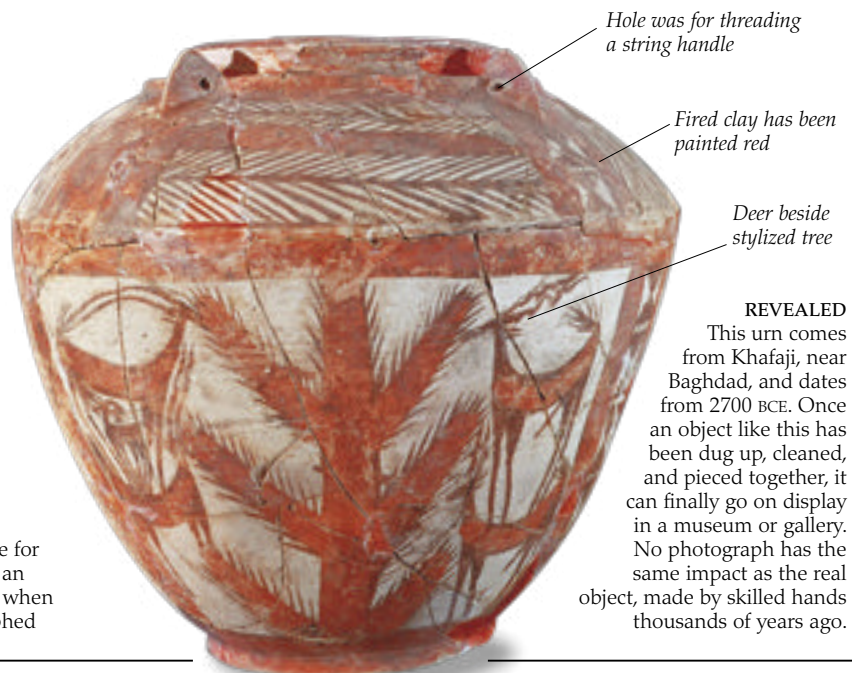 Hole was for threading
a string handle
Fired clay has been
painted red
Deer beside
stylized tree
REVEALED
This urn comes
from Khafaji, near
Baghdad, and dates
from 2700 BCE. Once
an object like this has
been dug up, cleaned,
and pieced together, it
can finally go on display
in a museum or gallery.
No photograph has the
same impact as the real
object, made by skilled hands
thousands of years ago.
for
an
when